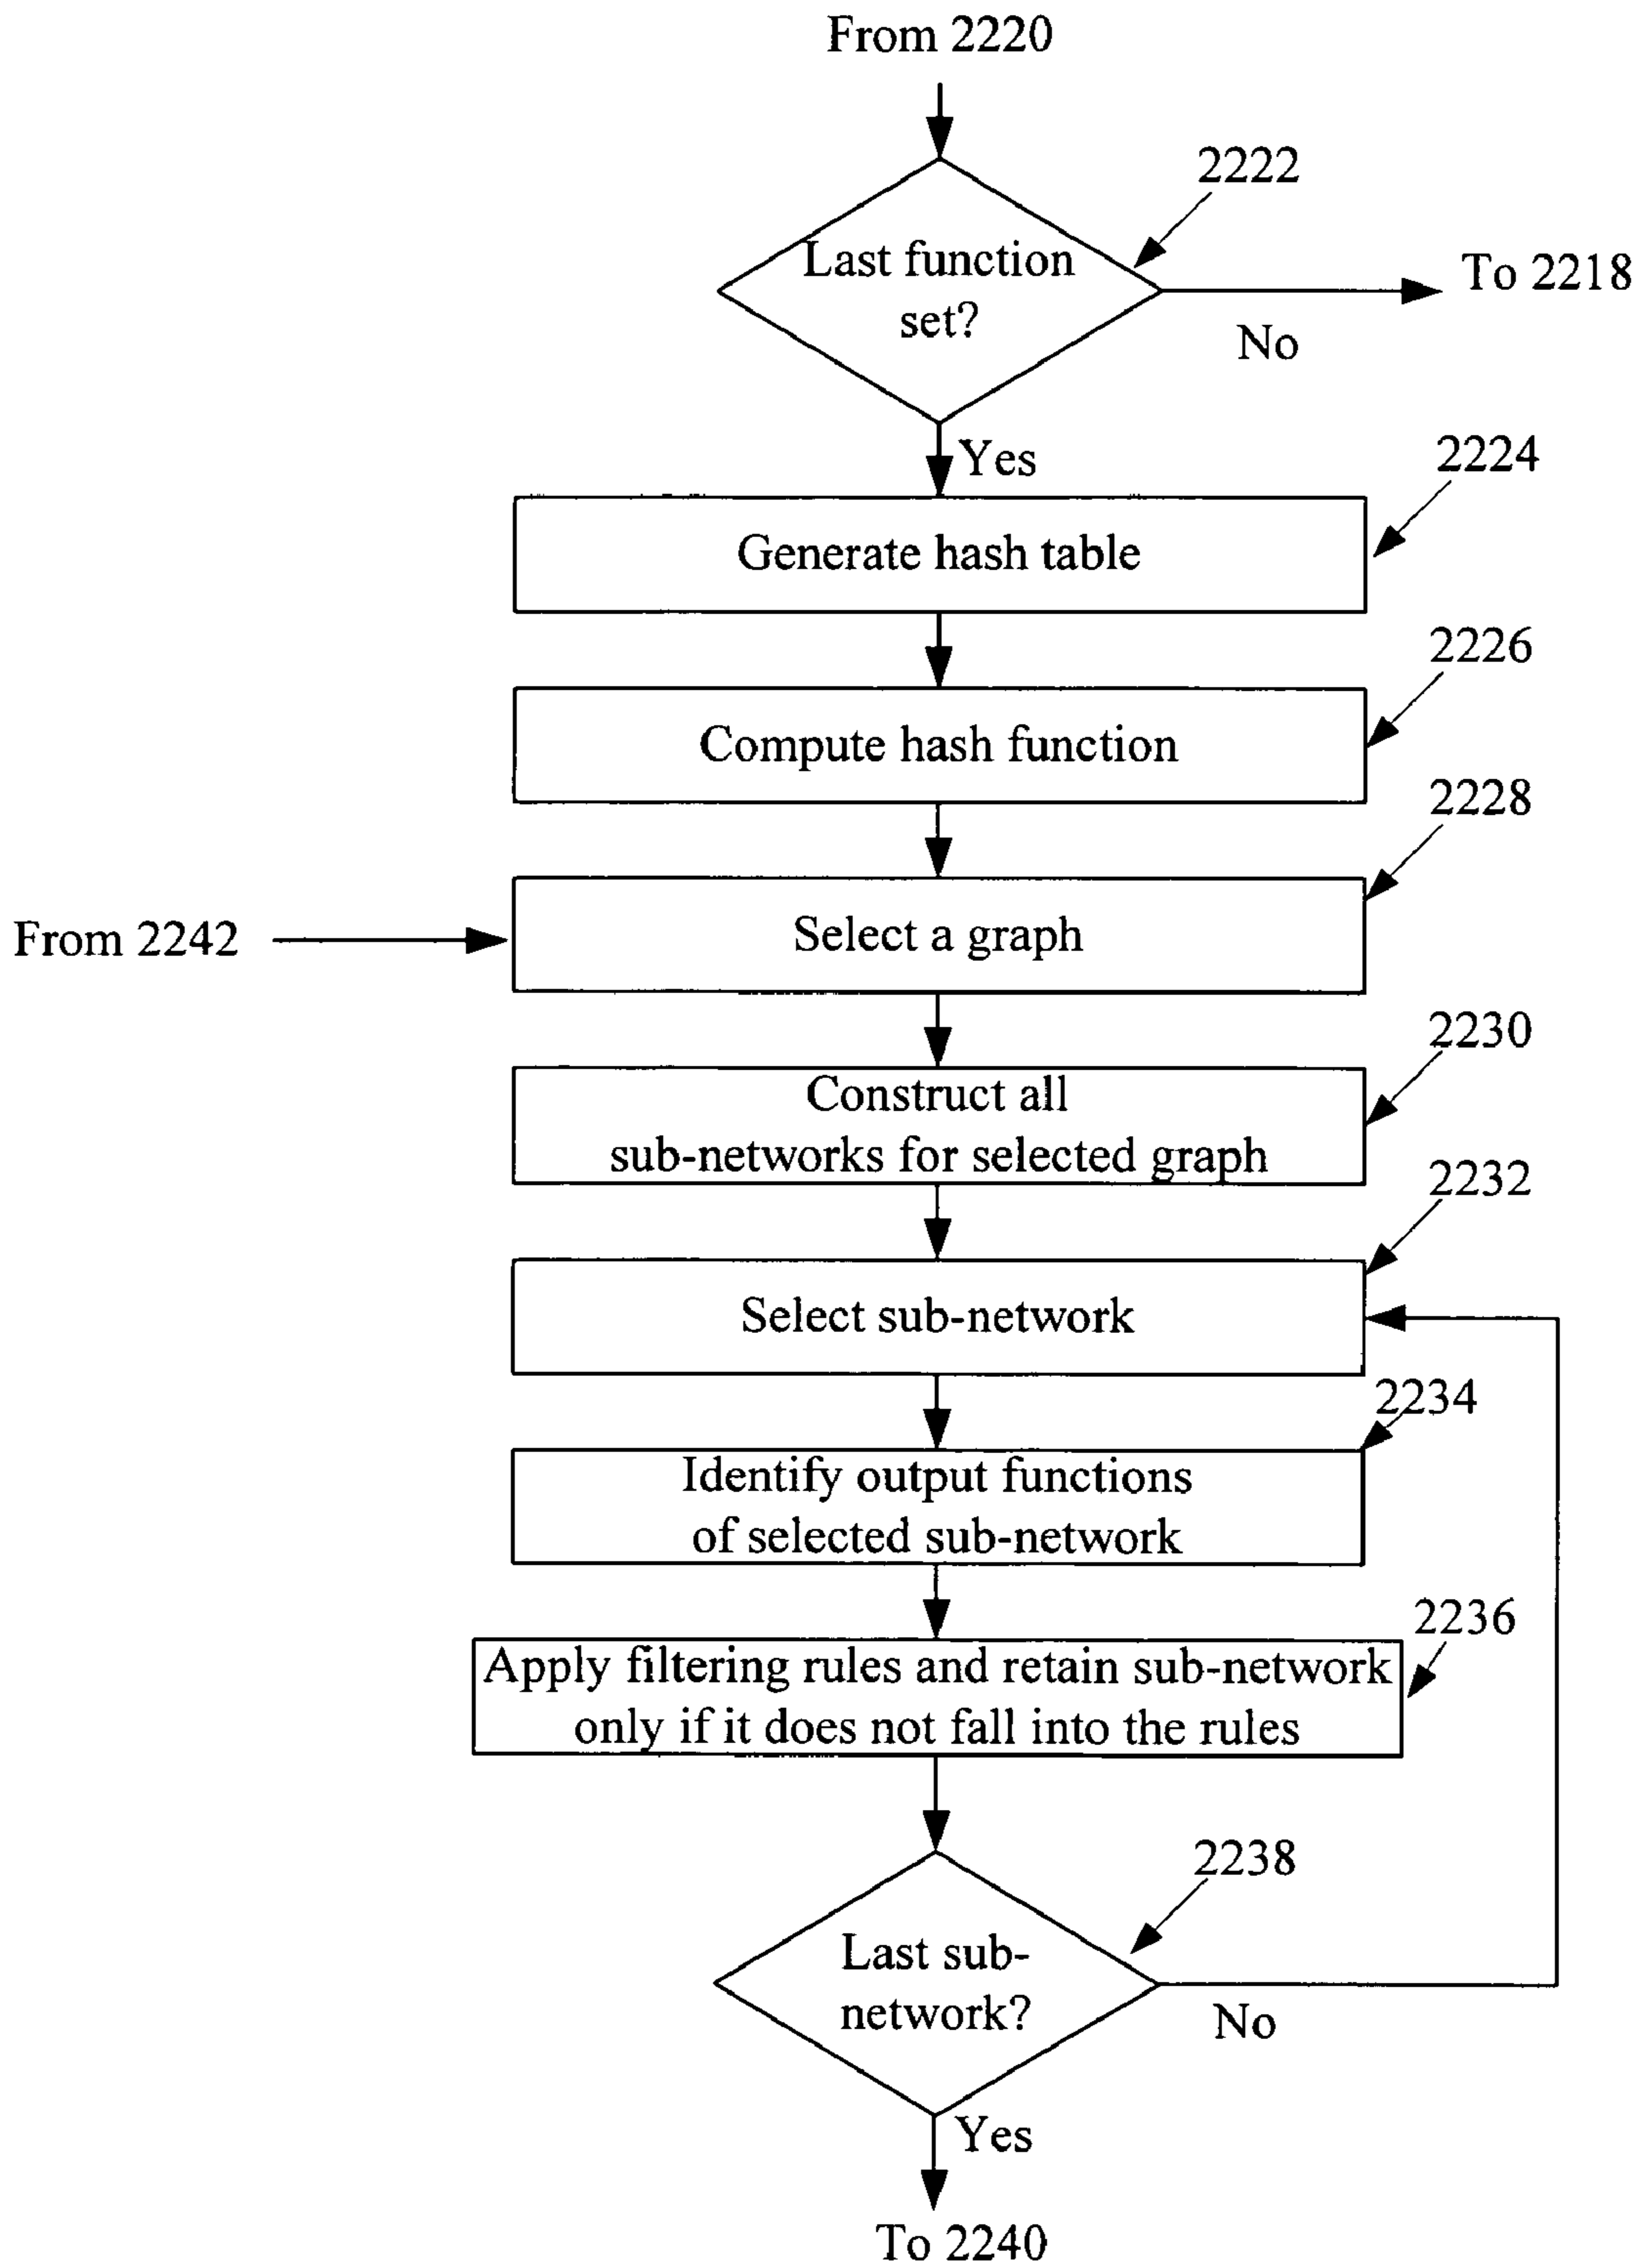 From 2220
2222
Last function
set?
To 2218
No
Yes
2224
Generate hash table
2226
Compute hash function
2228
From 2242
Select a graph
2230
Construct all
sub-networks for selected graph
2232
Select sub-network
2234
Identify output functions
of selected sub-network
2236
Apply filtering rules and retain sub-network
only if it does not fall into the rules
2238
Last sub-
network?
No
Yes
To 2240